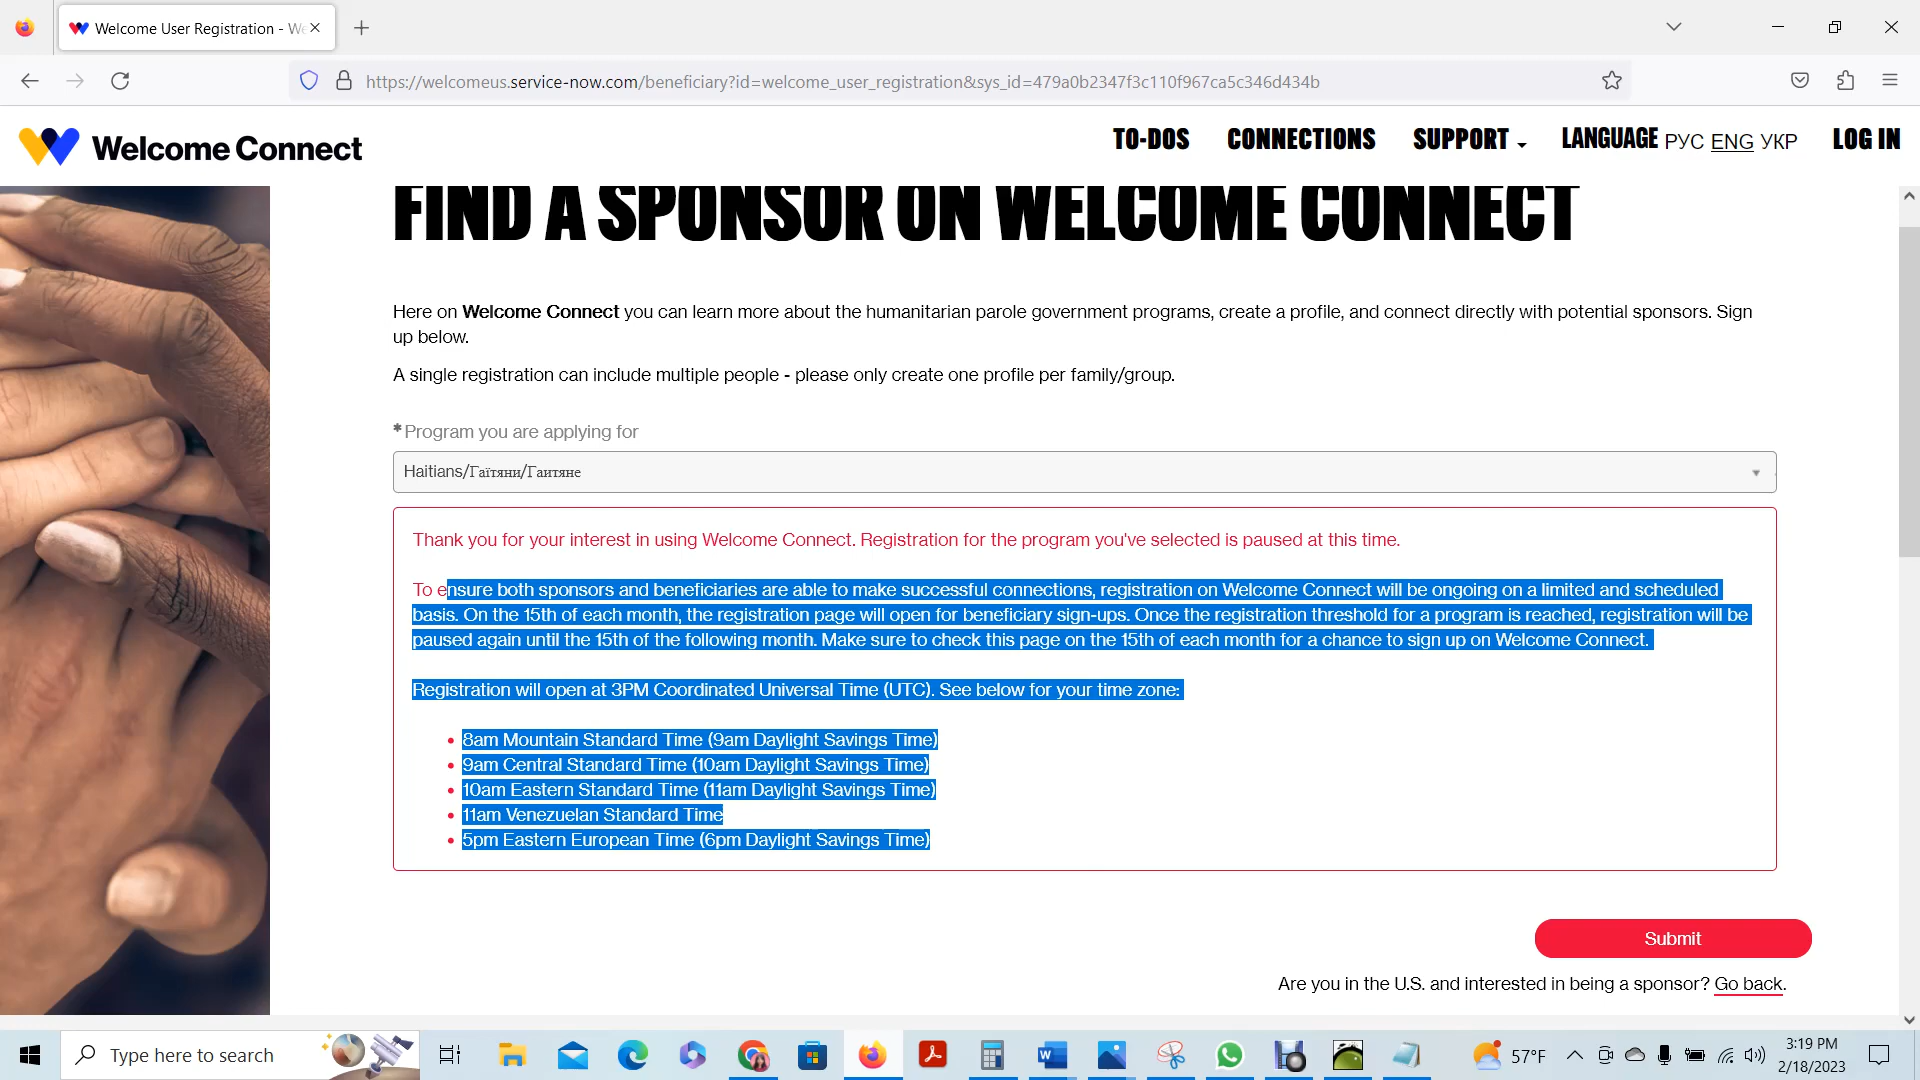 Welcome User Registration - We
https://welcomeus.service-now.com/beneficiary?id=welcome_user_registration&sys_id=479a0b2347f3c110f967ca5c346d434b
Welcome Connect
TO-DOS CONNECTIONS SUPPORT LANGUAGE РУС ENG УКР LOG IN
FIND A SPONSOR ON WELCOME CONNECT
Here on Welcome Connect you can learn more about the humanitarian parole government programs, create a profile, and connect directly with potential sponsors. Sign
up below.
A single registration can include multiple people - please only create one profile per family/group.
* Program you are applying for
Haitians/Гаїтяни/Гаитяне
Thank you for your interest in using Welcome Connect. Registration for the program you've selected is paused at this time.
To ensure both sponsors and beneficiaries are able to make successful connections, registration on Welcome Connect will be ongoing on a limited and scheduled
basis. On the 15th of each month, the registration page will open for beneficiary sign-ups. Once the registration threshold for a program is reached, registration will be
paused again until the 15th of the following month. Make sure to check this page on the 15th of each month for a chance to sign up on Welcome Connect.
Registration will open at 3PM Coordinated Universal Time (UTC). See below for your time zone:
• 8am Mountain Standard Time (9am Daylight Savings Time)
• 9am Central Standard Time (10am Daylight Savings Time)
• 10am Eastern Standard Time (11am Daylight Savings Time)
• 11am Venezuelan Standard Time
• 5pm Eastern European Time (6pm Daylight Savings Time)
Submit
Are you in the U.S. and interested in being a sponsor? Go back.
Type here to search
57°F
3:19 PM
2/18/2023